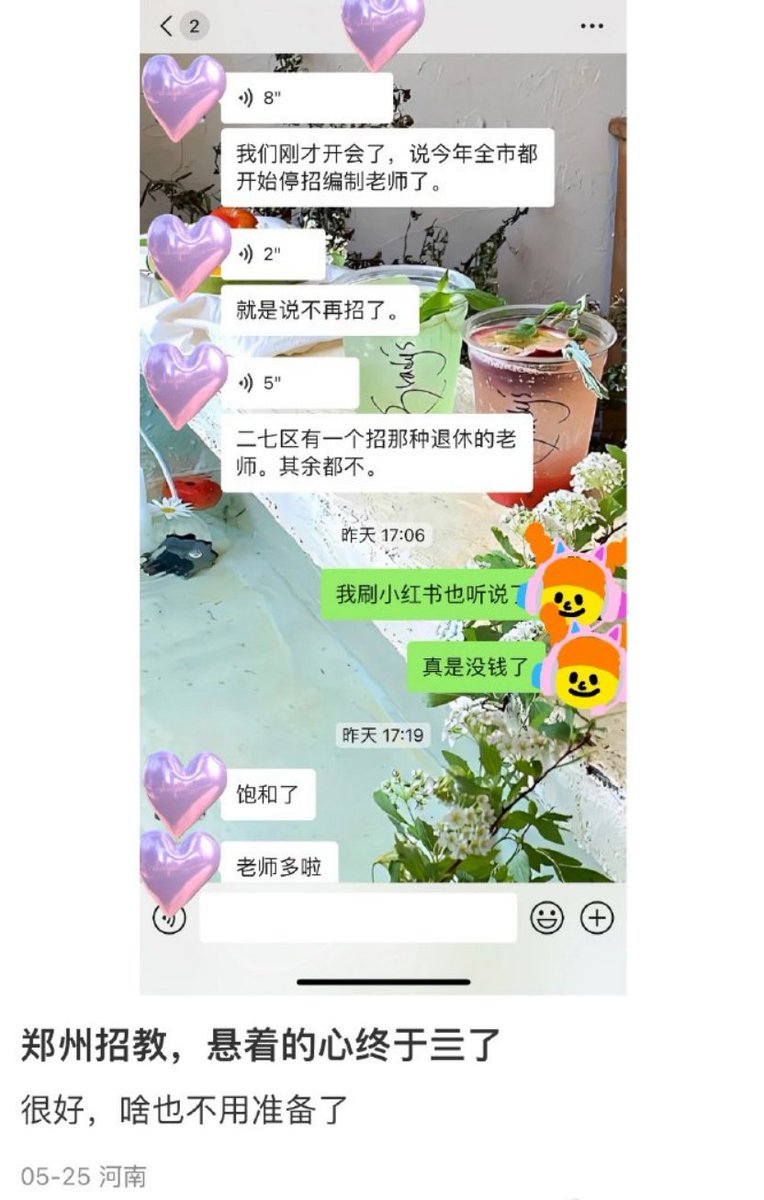 2
8"
我们刚才开会了，说今年全市都
开始停招编制老师了。
2"
就是说不再招了。
5"
二七区有一个招那种退休的老
师。其余都不。
昨天 17:06
我刷小红书也听说了
真是没钱了
昨天 17:19
饱和了
老师多啦
郑州招教，悬着的心终于亖了
很好，啥也不用准备了
05-25 河南